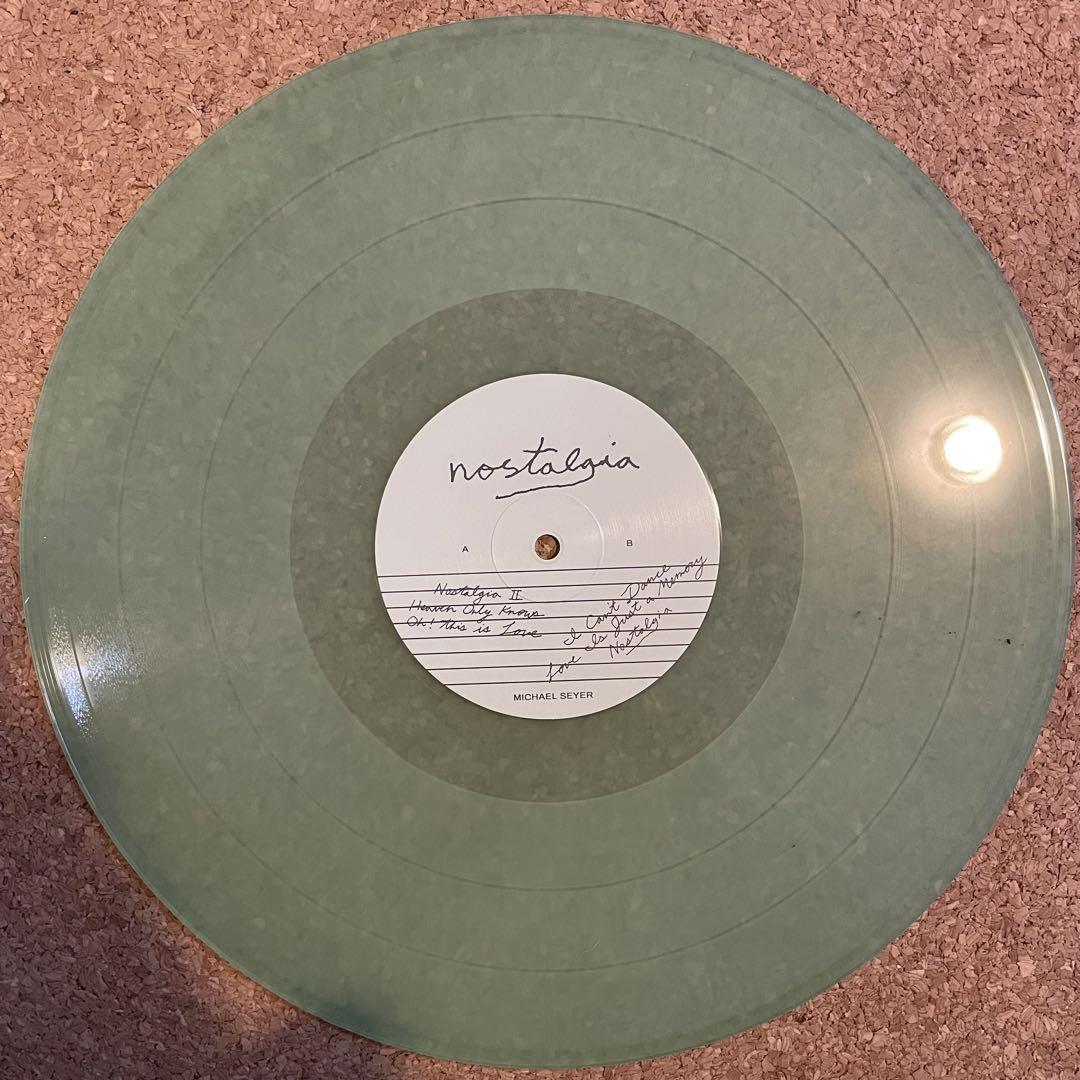 nostalgia
A
B
Nostalgia II
Heaven Only Knows
Oh! this is Love
I Can't Dance
Love Is Just a Memory
Nostalgia
MICHAEL SEYER